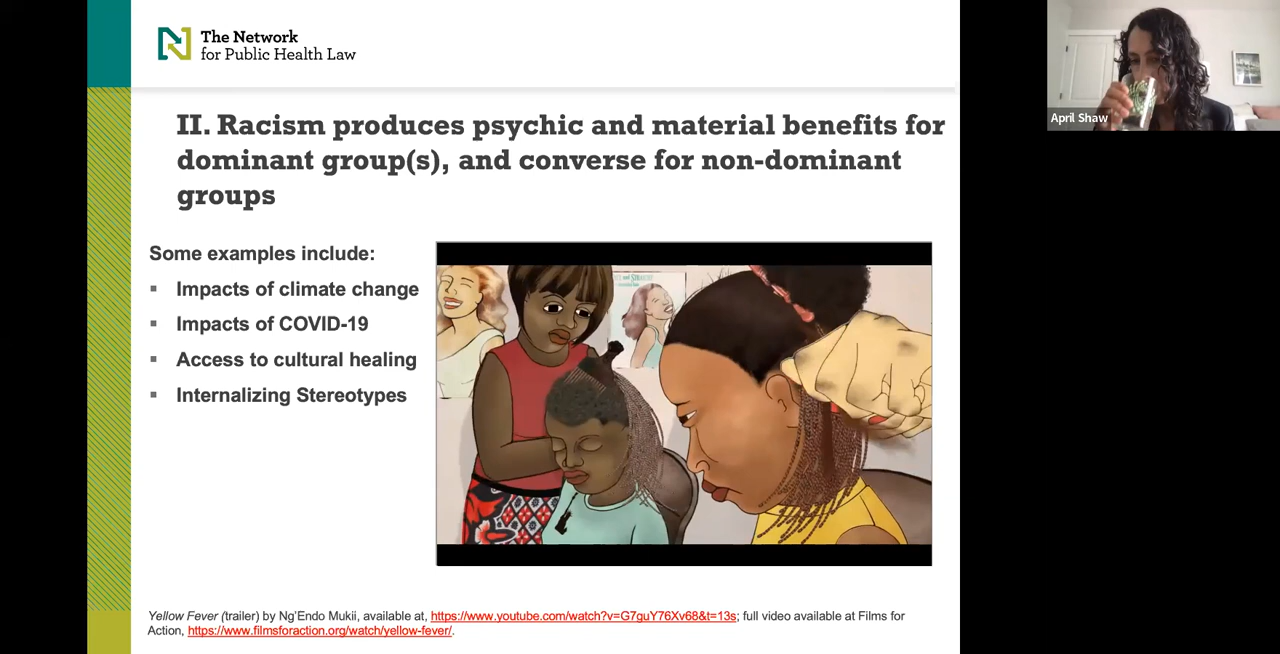 The Network
for Public Health Law
April Shaw
II. Racism produces psychic and material benefits for
dominant group(s), and converse for non-dominant
groups
Some examples include:
▪ Impacts of climate change
▪ Impacts of COVID-19
▪ Access to cultural healing
▪ Internalizing Stereotypes
Yellow Fever (trailer) by Ng'Endo Mukii, available at, https://www.youtube.com/watch?v=G7guY76Xv68&t=13s; full video available at Films for
Action, https://www.filmsforaction.org/watch/yellow-fever/.